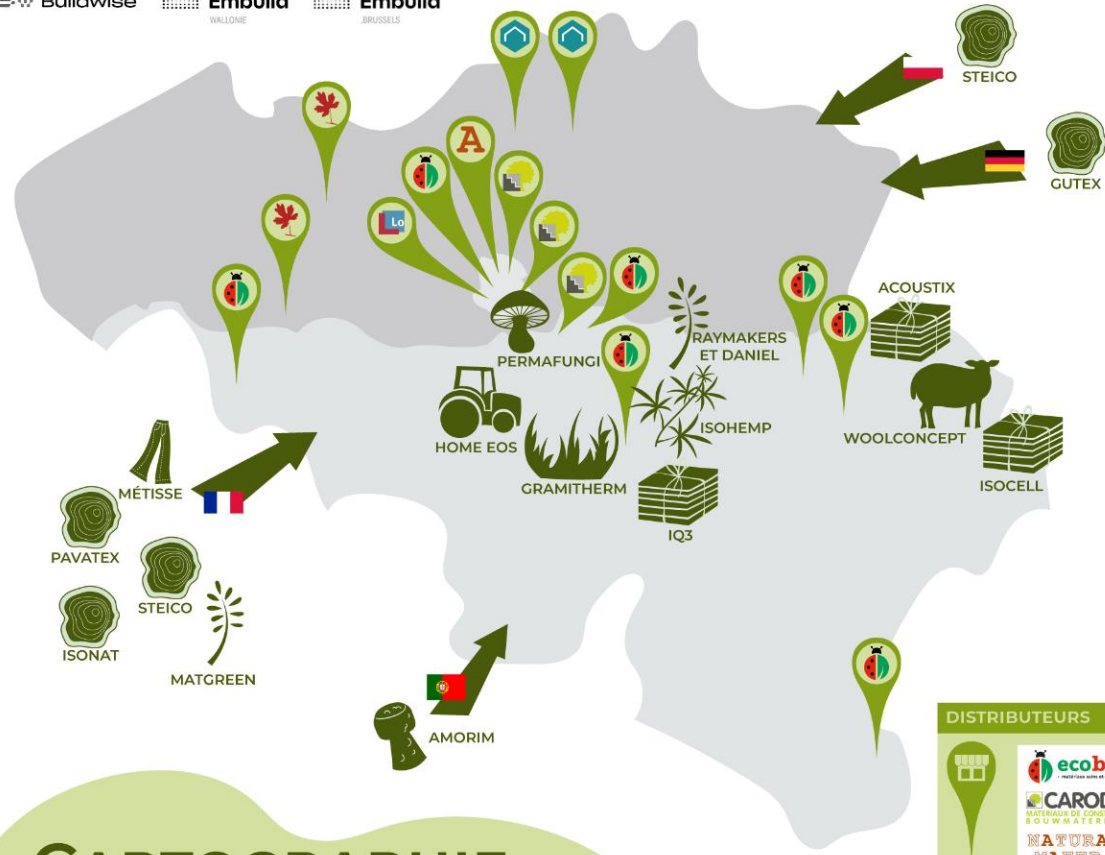 Buildwise
Embuild
WALLONIE
Embuild
.BRUSSELS
STEICO
GUTEX
A
Lo
ACOUSTIX
RAYMAKERS
ET DANIEL
PERMAFUNGI
ISOHEMP
WOOLCONCEPT
HOME EOS
ISOCELL
GRAMITHERM
IQ3
MÉTISSE
PAVATEX
STEICO
ISONAT
MATGREEN
AMORIM
DISTRIBUTEURS